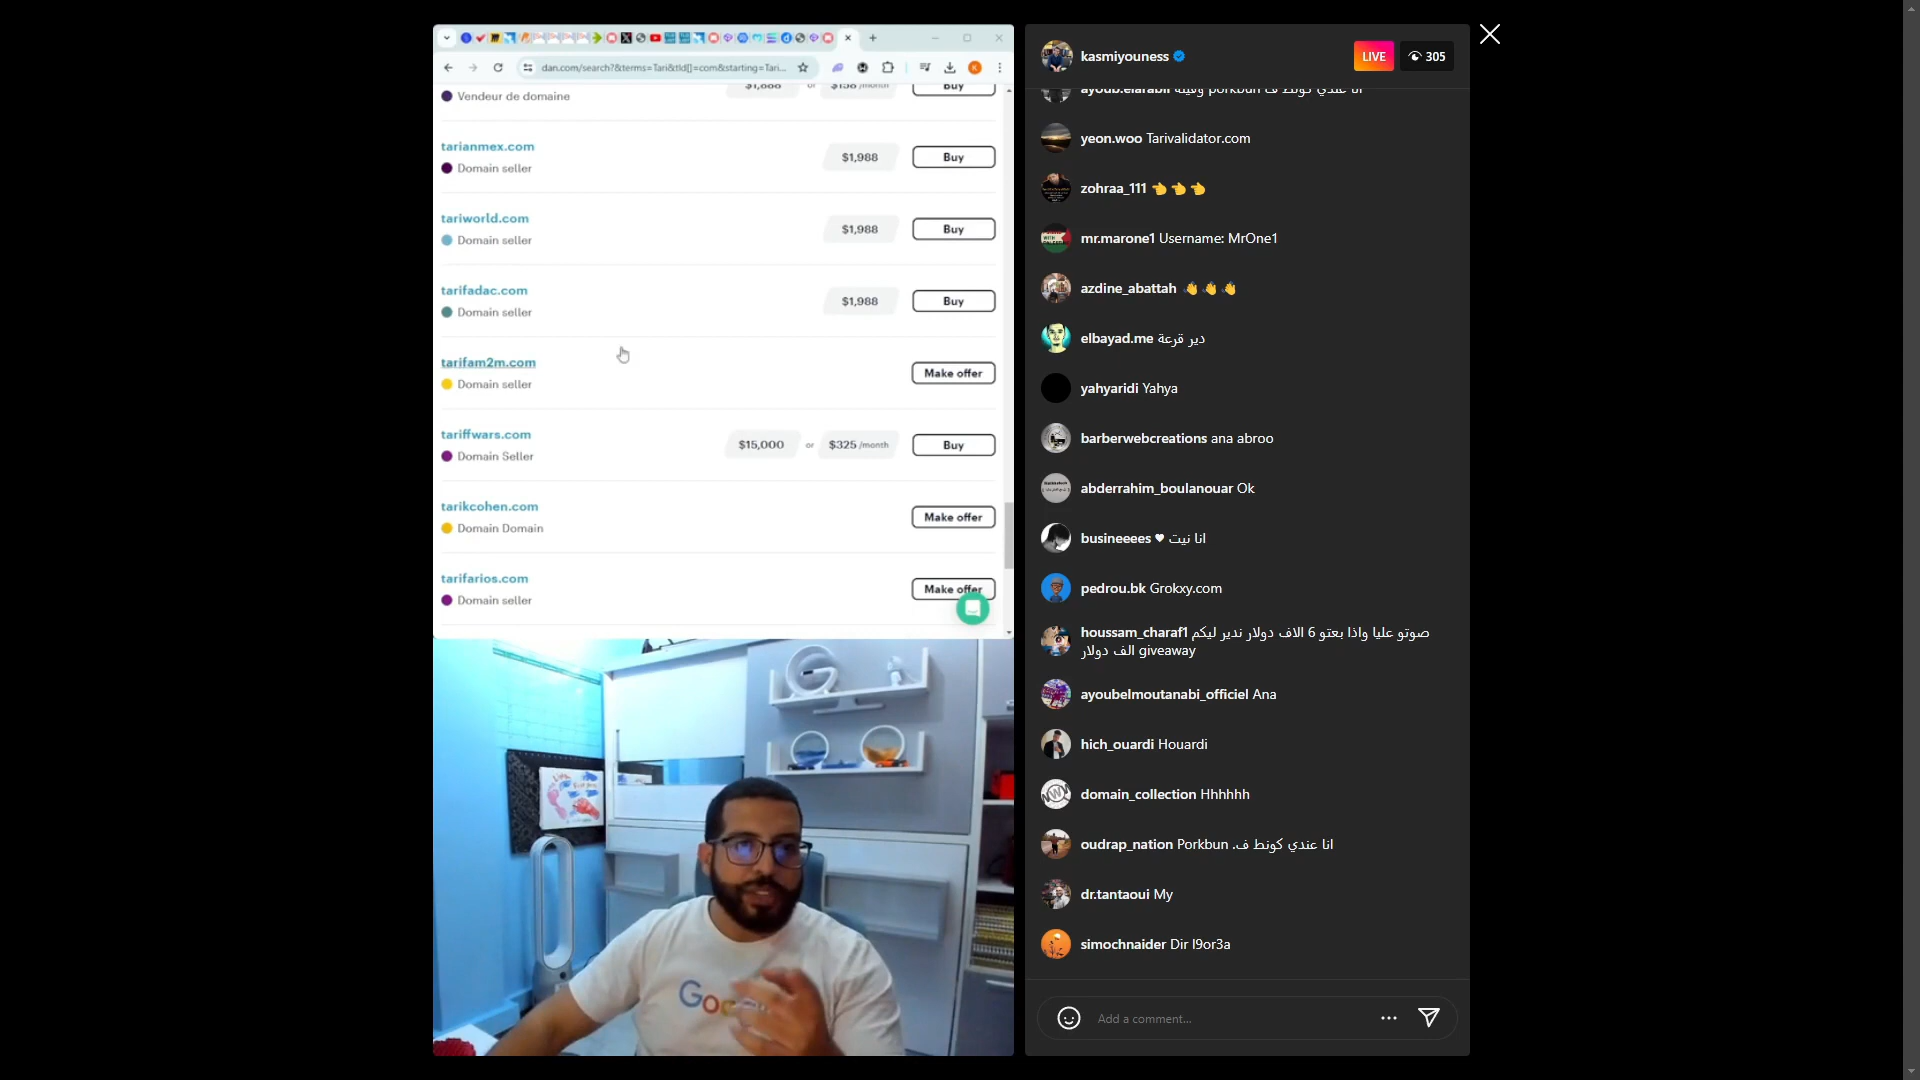 dan.com/search?&terms=Tari&tld[]=com&starting=Tari...
$1,888 or $158 /month Buy
Vendeur de domaine
tarianmex.com
Domain seller
$1,988 Buy
tariworld.com
Domain seller
$1,988 Buy
tarifadac.com
Domain seller
$1,988 Buy
tarifam2m.com
Domain seller
Make offer
tariffwars.com
Domain Seller
$15,000 or $325 /month Buy
tarikcohen.com
Domain Domain
Make offer
tarifarios.com
Domain seller
Make offer
kasmiyouness
LIVE 305
yeon.woo Tarivalidator.com
zohraa_111 👈👈👈
mr.marone1 Username: MrOne1
azdine_abattah 👏👏👏
elbayad.me دير قرعة
yahyaridi Yahya
barberwebcreations ana abroo
abderrahim_boulanouar Ok
busineeees ♥ انا نيت
pedrou.bk Grokxy.com
houssam_charaf1 صوتو عليا واذا بعتو 6 الاف دولار ندير ليكم
الف دولار giveaway
ayoubelmoutanabi_officiel Ana
hich_ouardi Houardi
domain_collection Hhhhhh
oudrap_nation Porkbun .انا عندي كونط ف
dr.tantaoui My
simochnaider Dir l9or3a
Add a comment...